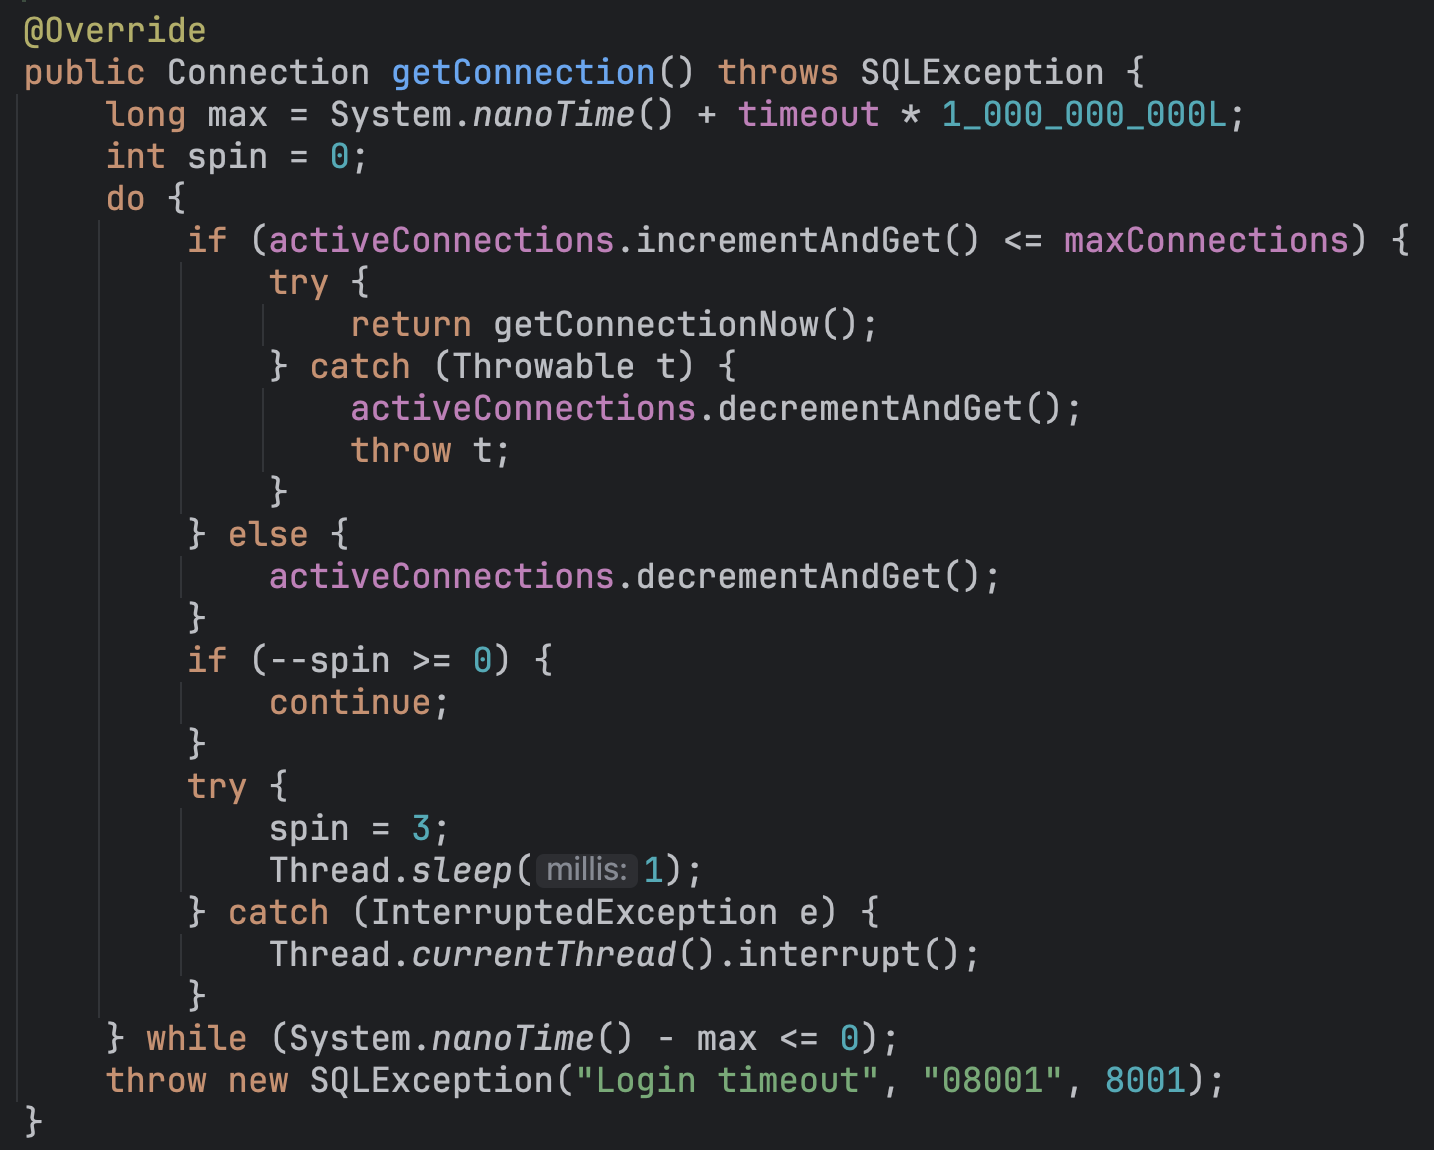 @Override
public Connection getConnection() throws SQLException {
    long max = System.nanoTime() + timeout * 1_000_000_000L;
    int spin = 0;
    do {
        if (activeConnections.incrementAndGet() <= maxConnections) {
            try {
                return getConnectionNow();
            } catch (Throwable t) {
                activeConnections.decrementAndGet();
                throw t;
            }
        } else {
            activeConnections.decrementAndGet();
        }
        if (--spin >= 0) {
            continue;
        }
        try {
            spin = 3;
            Thread.sleep( millis: 1);
        } catch (InterruptedException e) {
            Thread.currentThread().interrupt();
        }
    } while (System.nanoTime() - max <= 0);
    throw new SQLException("Login timeout", "08001", 8001);
}